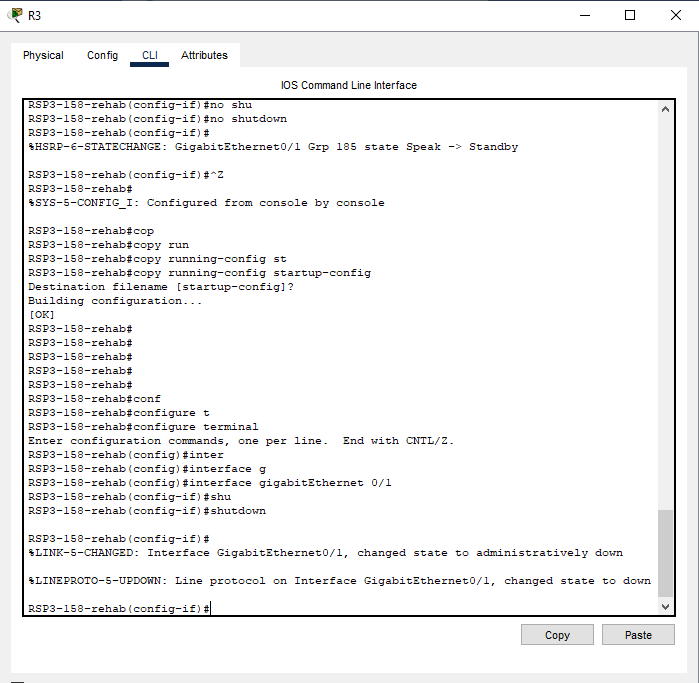 R3
Physical Config CLI Attributes
IOS Command Line Interface
RSP3-158-rehab(config-if)#no shu
RSP3-158-rehab(config-if)#no shutdown
RSP3-158-rehab(config-if)#
%HSRP-6-STATECHANGE: GigabitEthernet0/1 Grp 185 state Speak -> Standby
RSP3-158-rehab(config-if)#^Z
RSP3-158-rehab#
%SYS-5-CONFIG_I: Configured from console by console
RSP3-158-rehab#cop
RSP3-158-rehab#copy run
RSP3-158-rehab#copy running-config st
RSP3-158-rehab#copy running-config startup-config
Destination filename [startup-config]?
Building configuration...
[OK]
RSP3-158-rehab#
RSP3-158-rehab#
RSP3-158-rehab#
RSP3-158-rehab#
RSP3-158-rehab#
RSP3-158-rehab#conf
RSP3-158-rehab#configure t
RSP3-158-rehab#configure terminal
Enter configuration commands, one per line.  End with CNTL/Z.
RSP3-158-rehab(config)#inter
RSP3-158-rehab(config)#interface g
RSP3-158-rehab(config)#interface gigabitEthernet 0/1
RSP3-158-rehab(config-if)#shu
RSP3-158-rehab(config-if)#shutdown
RSP3-158-rehab(config-if)#
%LINK-5-CHANGED: Interface GigabitEthernet0/1, changed state to administratively down
%LINEPROTO-5-UPDOWN: Line protocol on Interface GigabitEthernet0/1, changed state to down
RSP3-158-rehab(config-if)#
Copy Paste